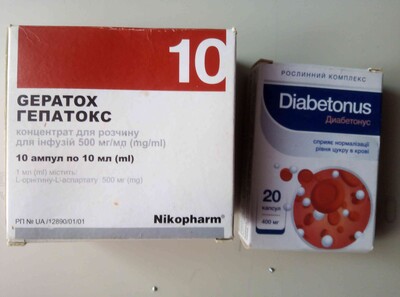 10
GEPATOX
ГЕПАТОКС
концентрат для розчину
для інфузій 500 мг/мл (mg/ml)
10 ампул по 10 мл (ml)
1 мл (ml) містить:
L-орнітину-L-аспартату 500 мг (mg)
РП № UA/12890/01/01
Nikopharm
РОСЛИННИЙ КОМПЛЕКС
Diabetonus
Диабетонус
сприяє нормалізації
рівня цукру в крові
20
капсул
400 мг